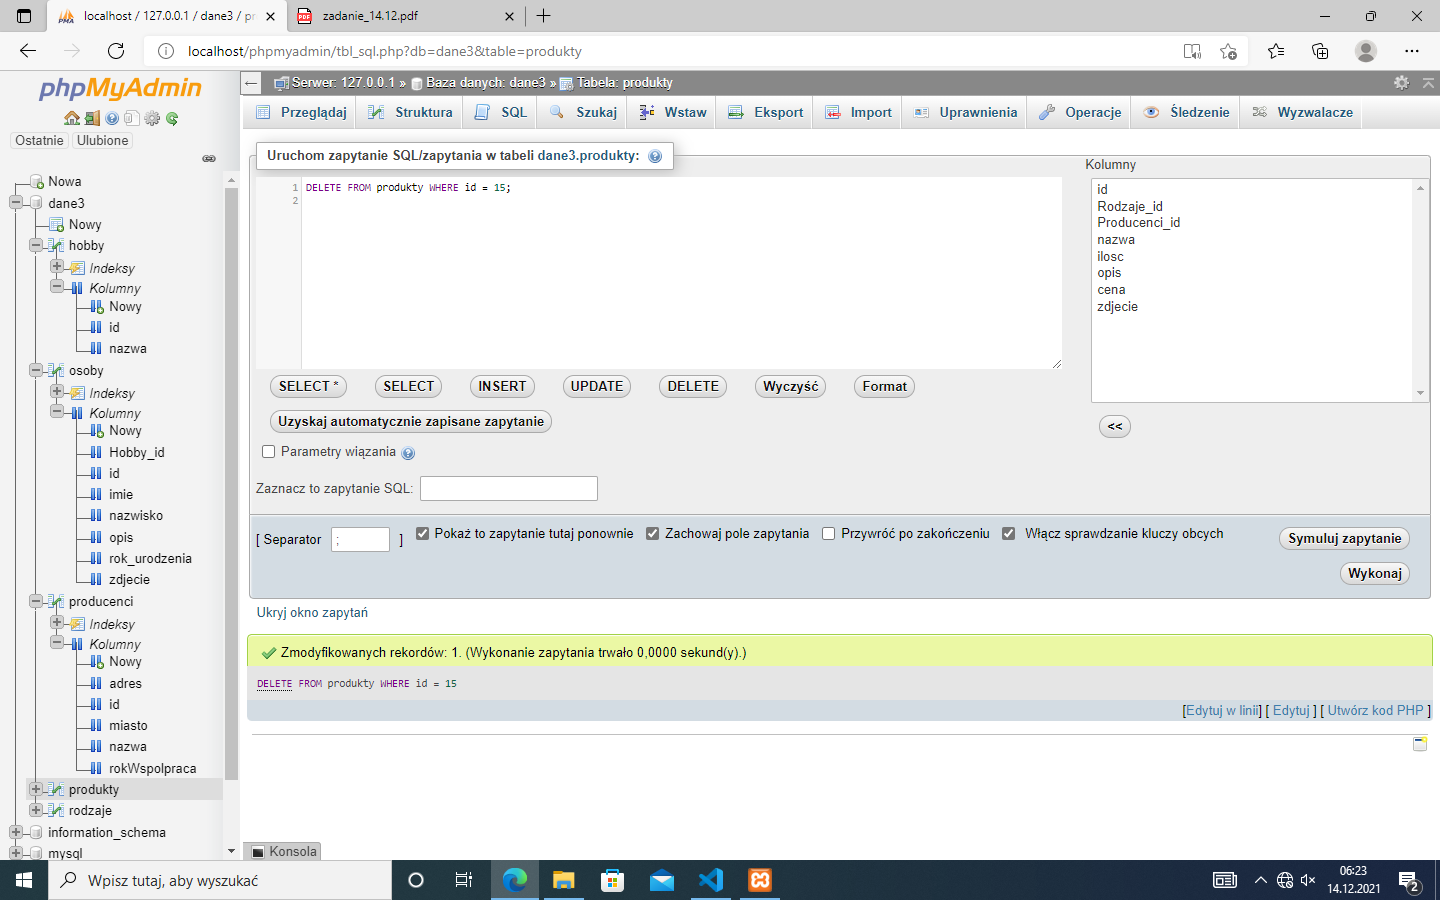 localhost / 127.0.0.1 / dane3 / pr
zadanie_14.12.pdf
localhost/phpmyadmin/tbl_sql.php?db=dane3&table=produkty
phpMyAdmin
Ostatnie
Ulubione
Nowa
dane3
Nowy
hobby
Indeksy
Kolumny
Nowy
id
nazwa
osoby
Indeksy
Kolumny
Nowy
Hobby_id
id
imie
nazwisko
opis
rok_urodzenia
zdjecie
producenci
Indeksy
Kolumny
Nowy
adres
id
miasto
nazwa
rokWspolpraca
produkty
rodzaje
information_schema
mysql
Serwer: 127.0.0.1 » Baza danych: dane3 » Tabela: produkty
Przeglądaj Struktura SQL Szukaj Wstaw Eksport Import Uprawnienia Operacje Śledzenie Wyzwalacze
Uruchom zapytanie SQL/zapytania w tabeli dane3.produkty:
1 DELETE FROM produkty WHERE id = 15;
2
Kolumny
id
Rodzaje_id
Producenci_id
nazwa
ilosc
opis
cena
zdjecie
SELECT * SELECT INSERT UPDATE DELETE Wyczyść Format
Uzyskaj automatycznie zapisane zapytanie
<<
Parametry wiązania
Zaznacz to zapytanie SQL:
[ Separator ; ] Pokaż to zapytanie tutaj ponownie Zachowaj pole zapytania Przywróć po zakończeniu Włącz sprawdzanie kluczy obcych
Symuluj zapytanie
Wykonaj
Ukryj okno zapytań
Zmodyfikowanych rekordów: 1. (Wykonanie zapytania trwało 0,0000 sekund(y).)
DELETE FROM produkty WHERE id = 15
[Edytuj w linii] [ Edytuj ] [ Utwórz kod PHP ]
Konsola
Wpisz tutaj, aby wyszukać
06:23
14.12.2021
2